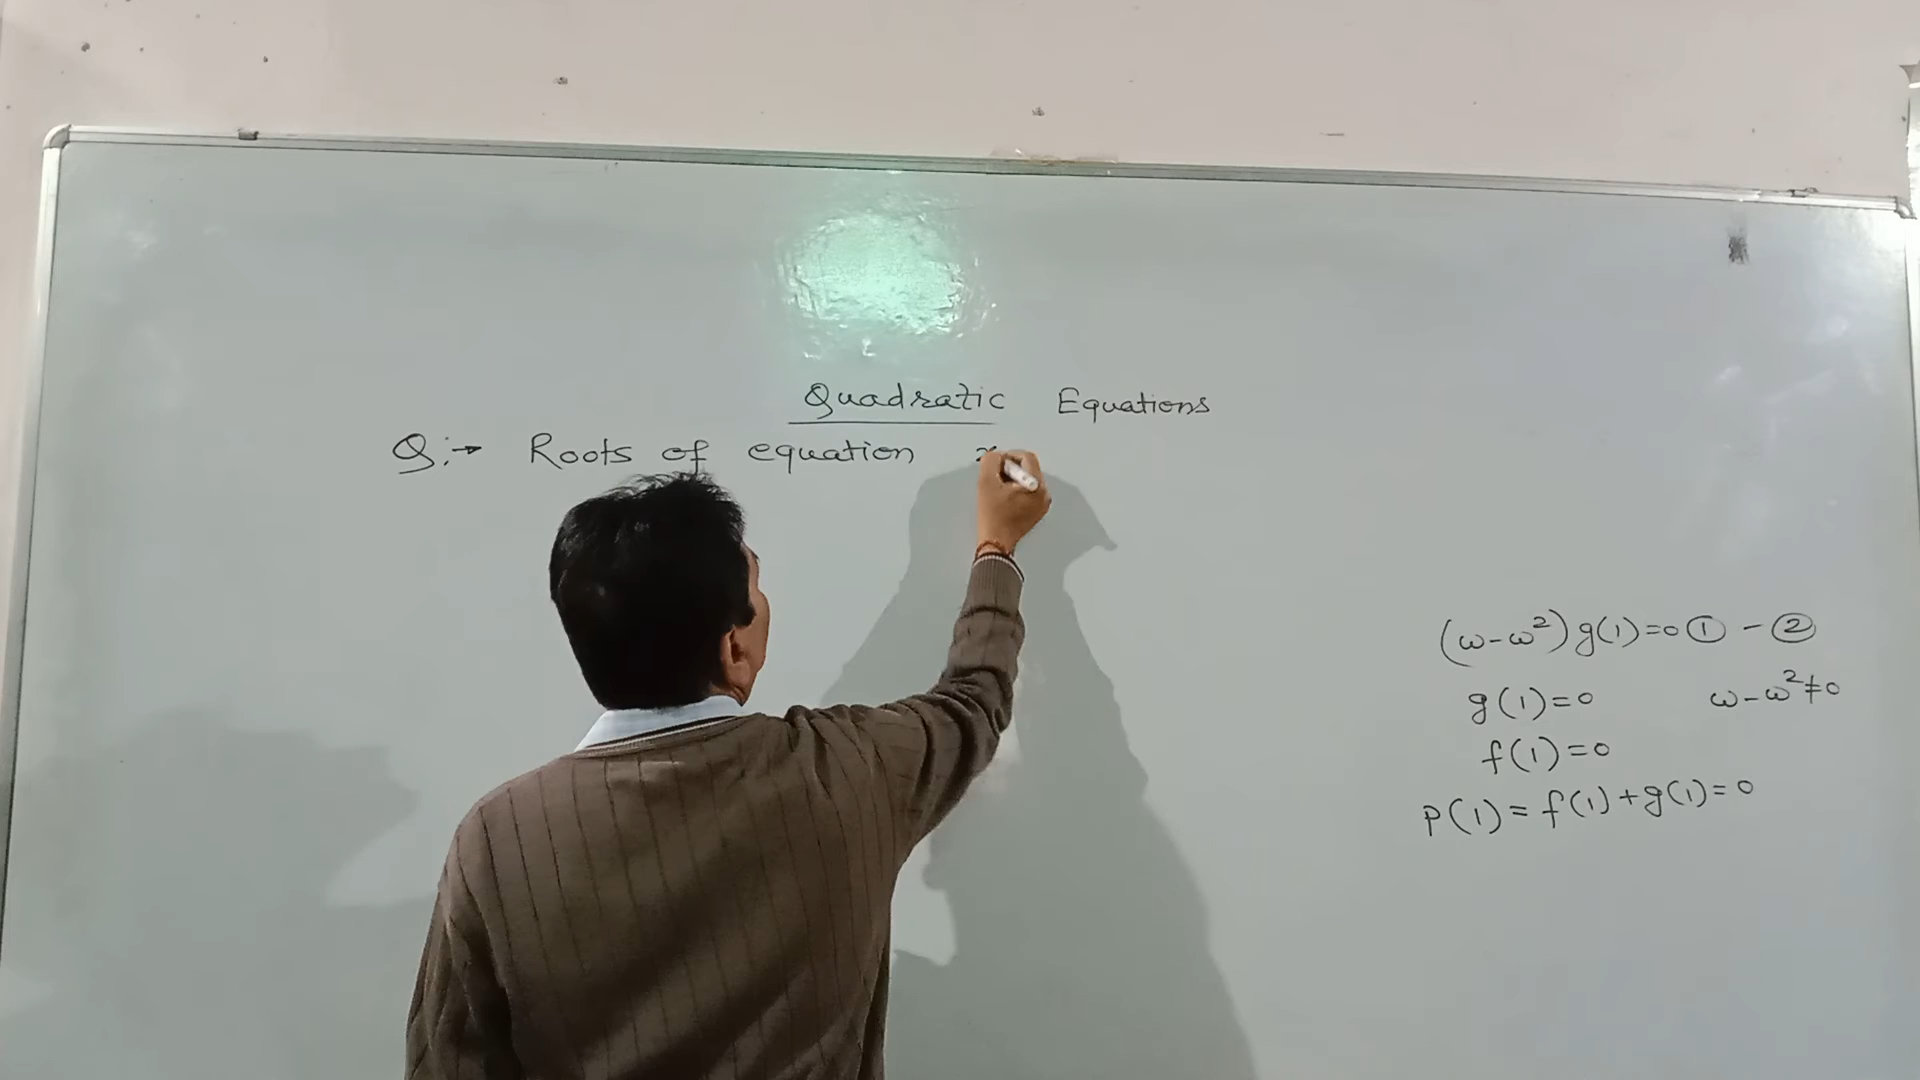 Quadratic Equations
Q:→ Roots of equation x
(ω-ω²)g(1)=0 ① - ②
g(1)=0 ω-ω²≠0
f(1)=0
P(1)=f(1)+g(1)=0